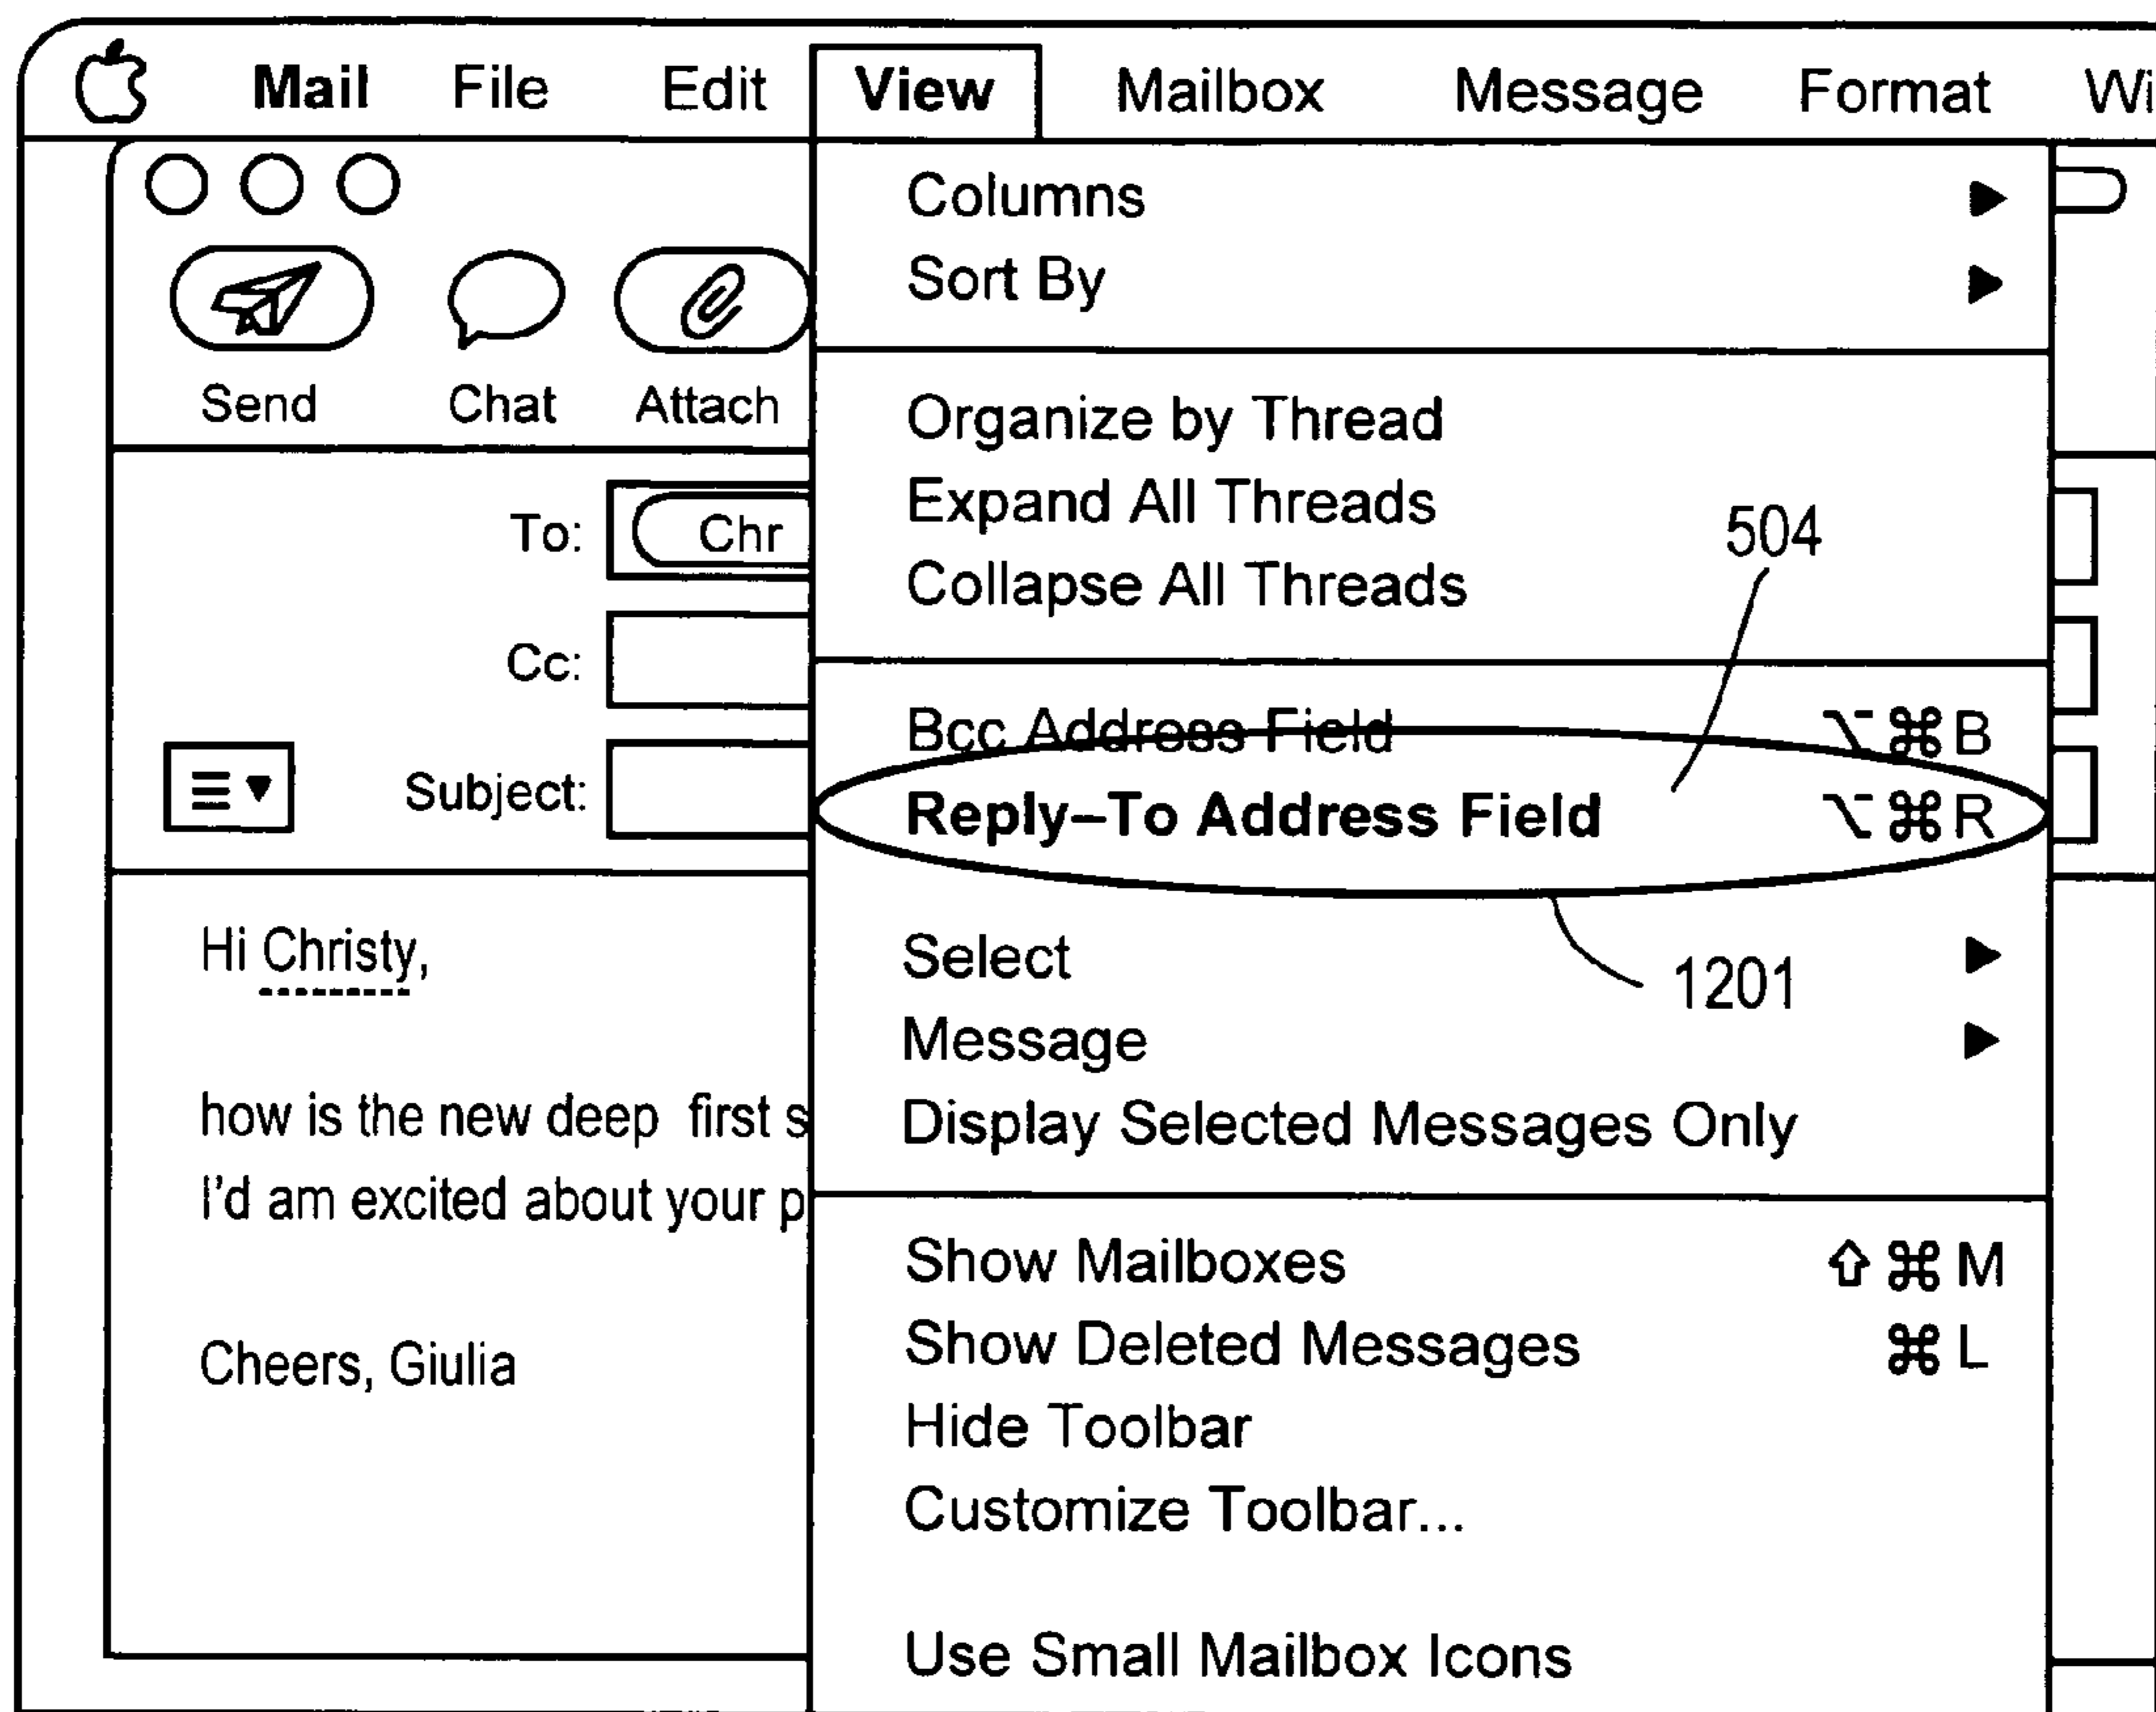 Mail File Edit View Mailbox Message Format Wi
Columns ▶
Sort By ▶
Send Chat Attach
Organize by Thread
Expand All Threads
Collapse All Threads
504
To: Chr
Cc:
Subject:
Bcc Address Field ⌥⌘B
Reply–To Address Field ⌥⌘R
1201
Select ▶
Message ▶
Display Selected Messages Only
Show Mailboxes ⇧⌘M
Show Deleted Messages ⌘L
Hide Toolbar
Customize Toolbar...
Use Small Mailbox Icons
Hi Christy,
how is the new deep first s
I'd am excited about your p
Cheers, Giulia